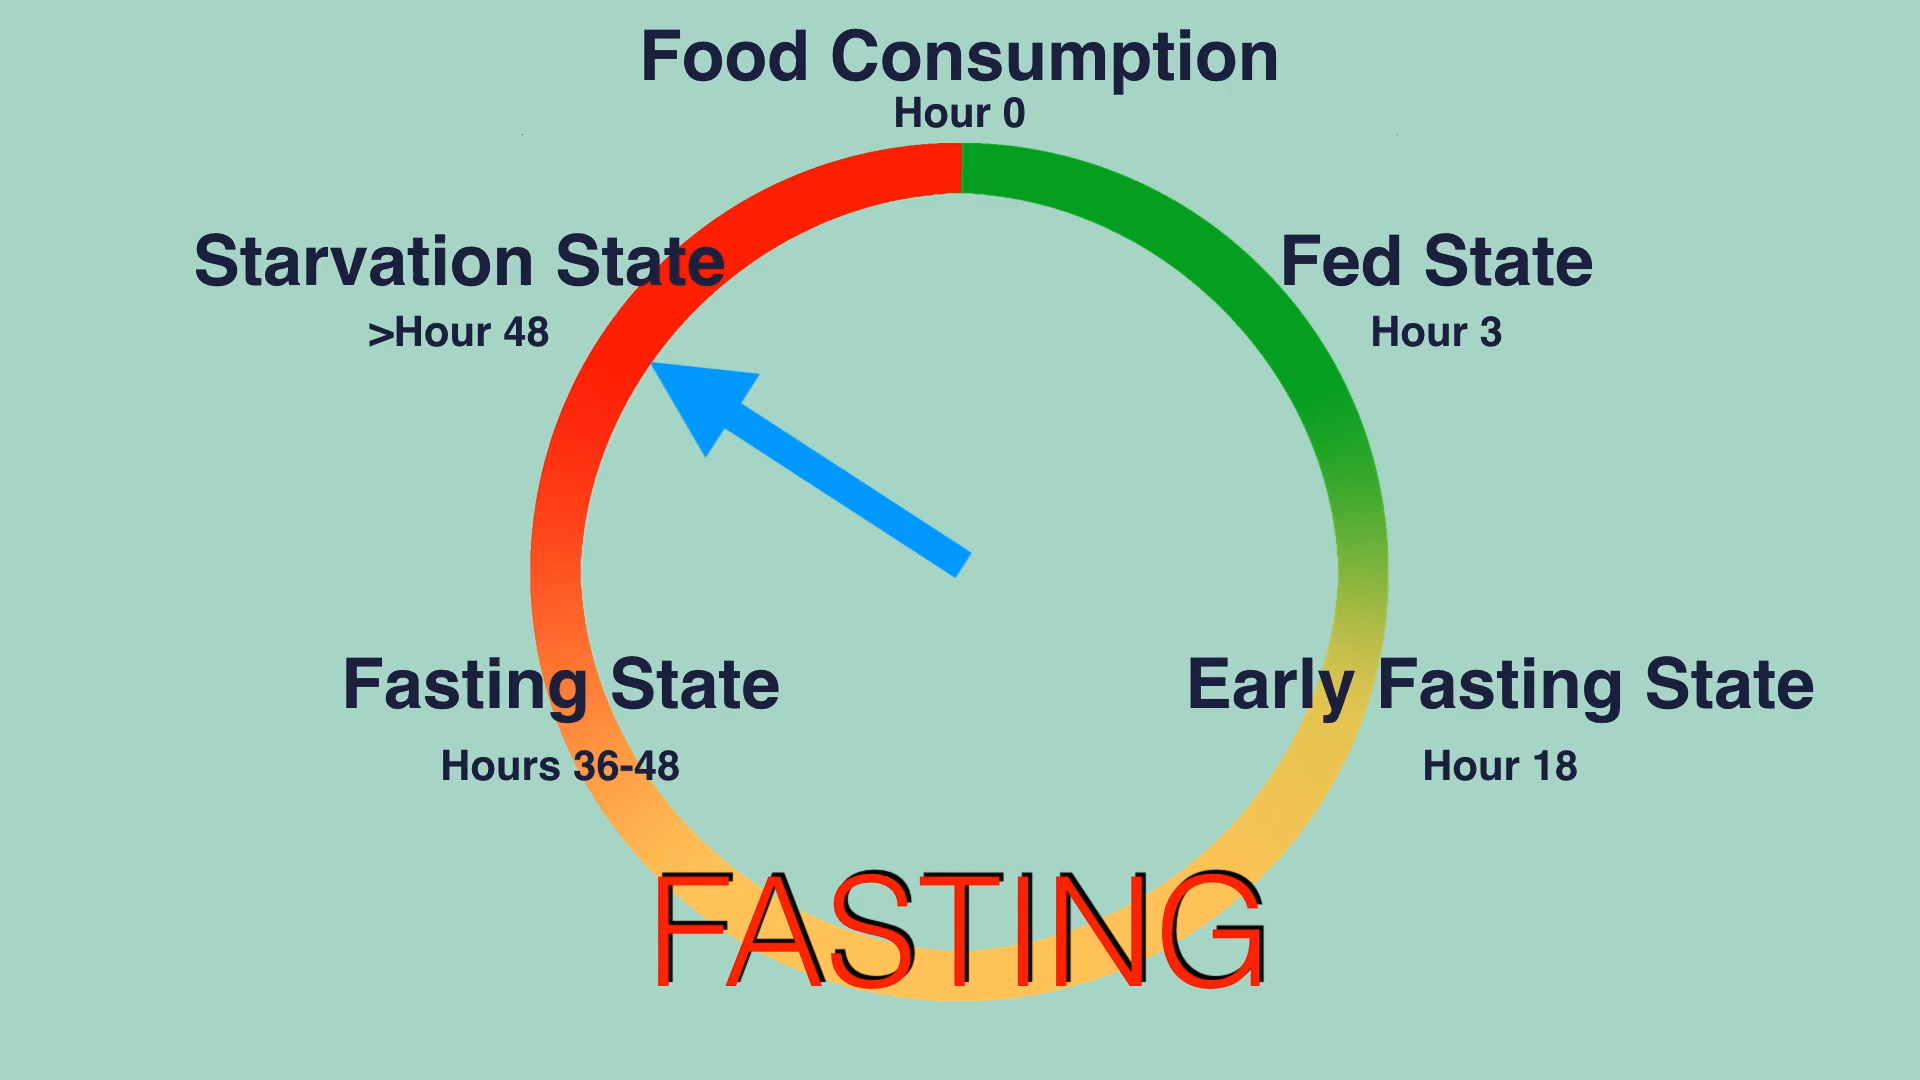 Food Consumption
Hour 0
Starvation State
>Hour 48
Fed State
Hour 3
Fasting State
Hours 36-48
Early Fasting State
Hour 18
FASTING